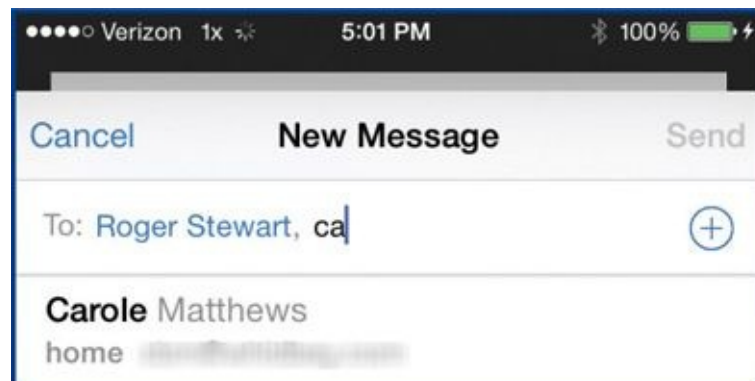 Verizon 1x 5:01 PM 100%
Cancel New Message Send
To: Roger Stewart, ca
Carole Matthews
home